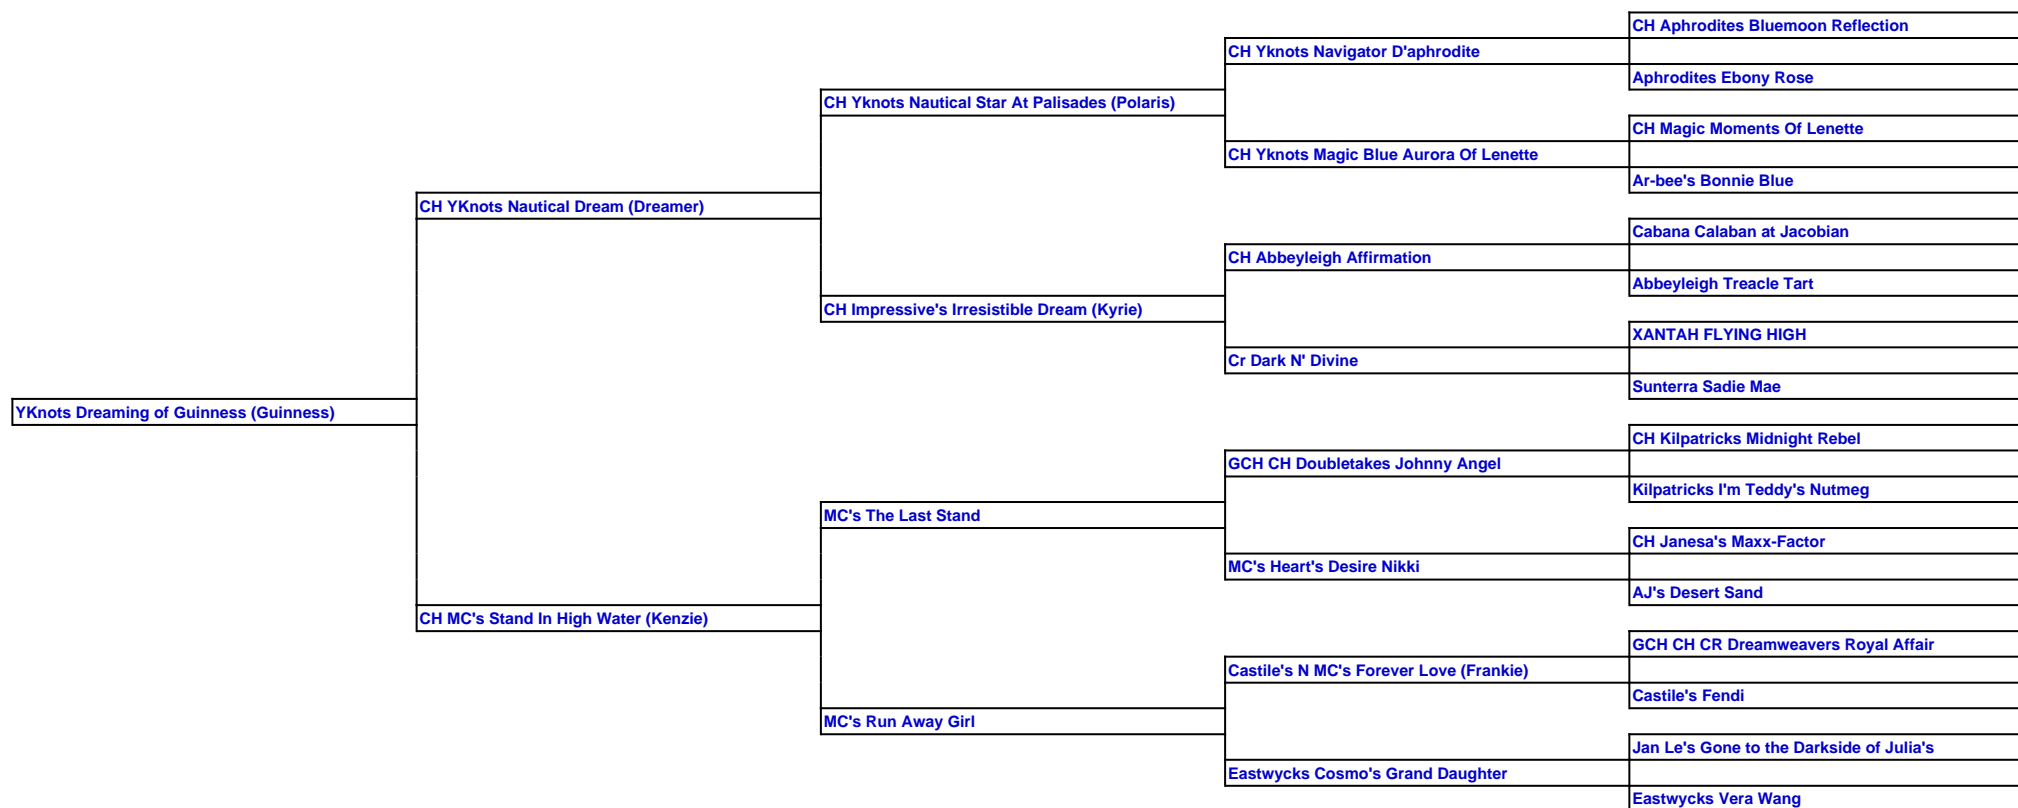 CH Aphrodites Bluemoon Reflection
CH Yknots Navigator D'aphrodite
Aphrodites Ebony Rose
CH Yknots Nautical Star At Palisades (Polaris)
CH Magic Moments Of Lenette
CH Yknots Magic Blue Aurora Of Lenette
Ar-bee's Bonnie Blue
CH YKnots Nautical Dream (Dreamer)
Cabana Calaban at Jacobian
CH Abbeyleigh Affirmation
Abbeyleigh Treacle Tart
CH Impressive's Irresistible Dream (Kyrie)
XANTAH FLYING HIGH
Cr Dark N' Divine
Sunterra Sadie Mae
YKnots Dreaming of Guinness (Guinness)
CH Kilpatricks Midnight Rebel
GCH CH Doubletakes Johnny Angel
Kilpatricks I'm Teddy's Nutmeg
MC's The Last Stand
CH Janesa's Maxx-Factor
MC's Heart's Desire Nikki
AJ's Desert Sand
CH MC's Stand In High Water (Kenzie)
GCH CH CR Dreamweavers Royal Affair
Castile's N MC's Forever Love (Frankie)
Castile's Fendi
MC's Run Away Girl
Jan Le's Gone to the Darkside of Julia's
Eastwycks Cosmo's Grand Daughter
Eastwycks Vera Wang